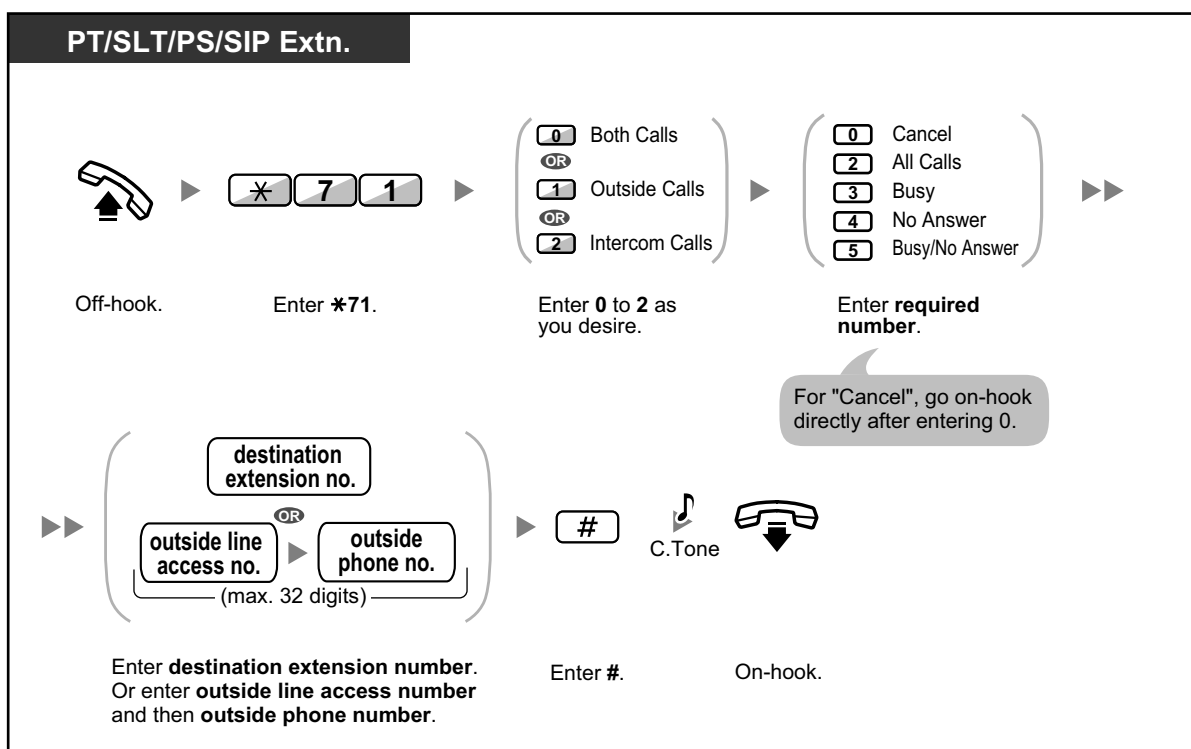 PT/SLT/PS/SIP Extn.
0 Both Calls
OR
1 Outside Calls
OR
2 Intercom Calls
0 Cancel
2 All Calls
3 Busy
4 No Answer
5 Busy/No Answer
* 7 1
Off-hook.
Enter *71.
Enter 0 to 2 as
you desire.
Enter required
number.
For "Cancel", go on-hook
directly after entering 0.
destination
extension no.
OR
outside line
access no.
outside
phone no.
(max. 32 digits)
#
C.Tone
Enter destination extension number.
Or enter outside line access number
and then outside phone number.
Enter #.
On-hook.